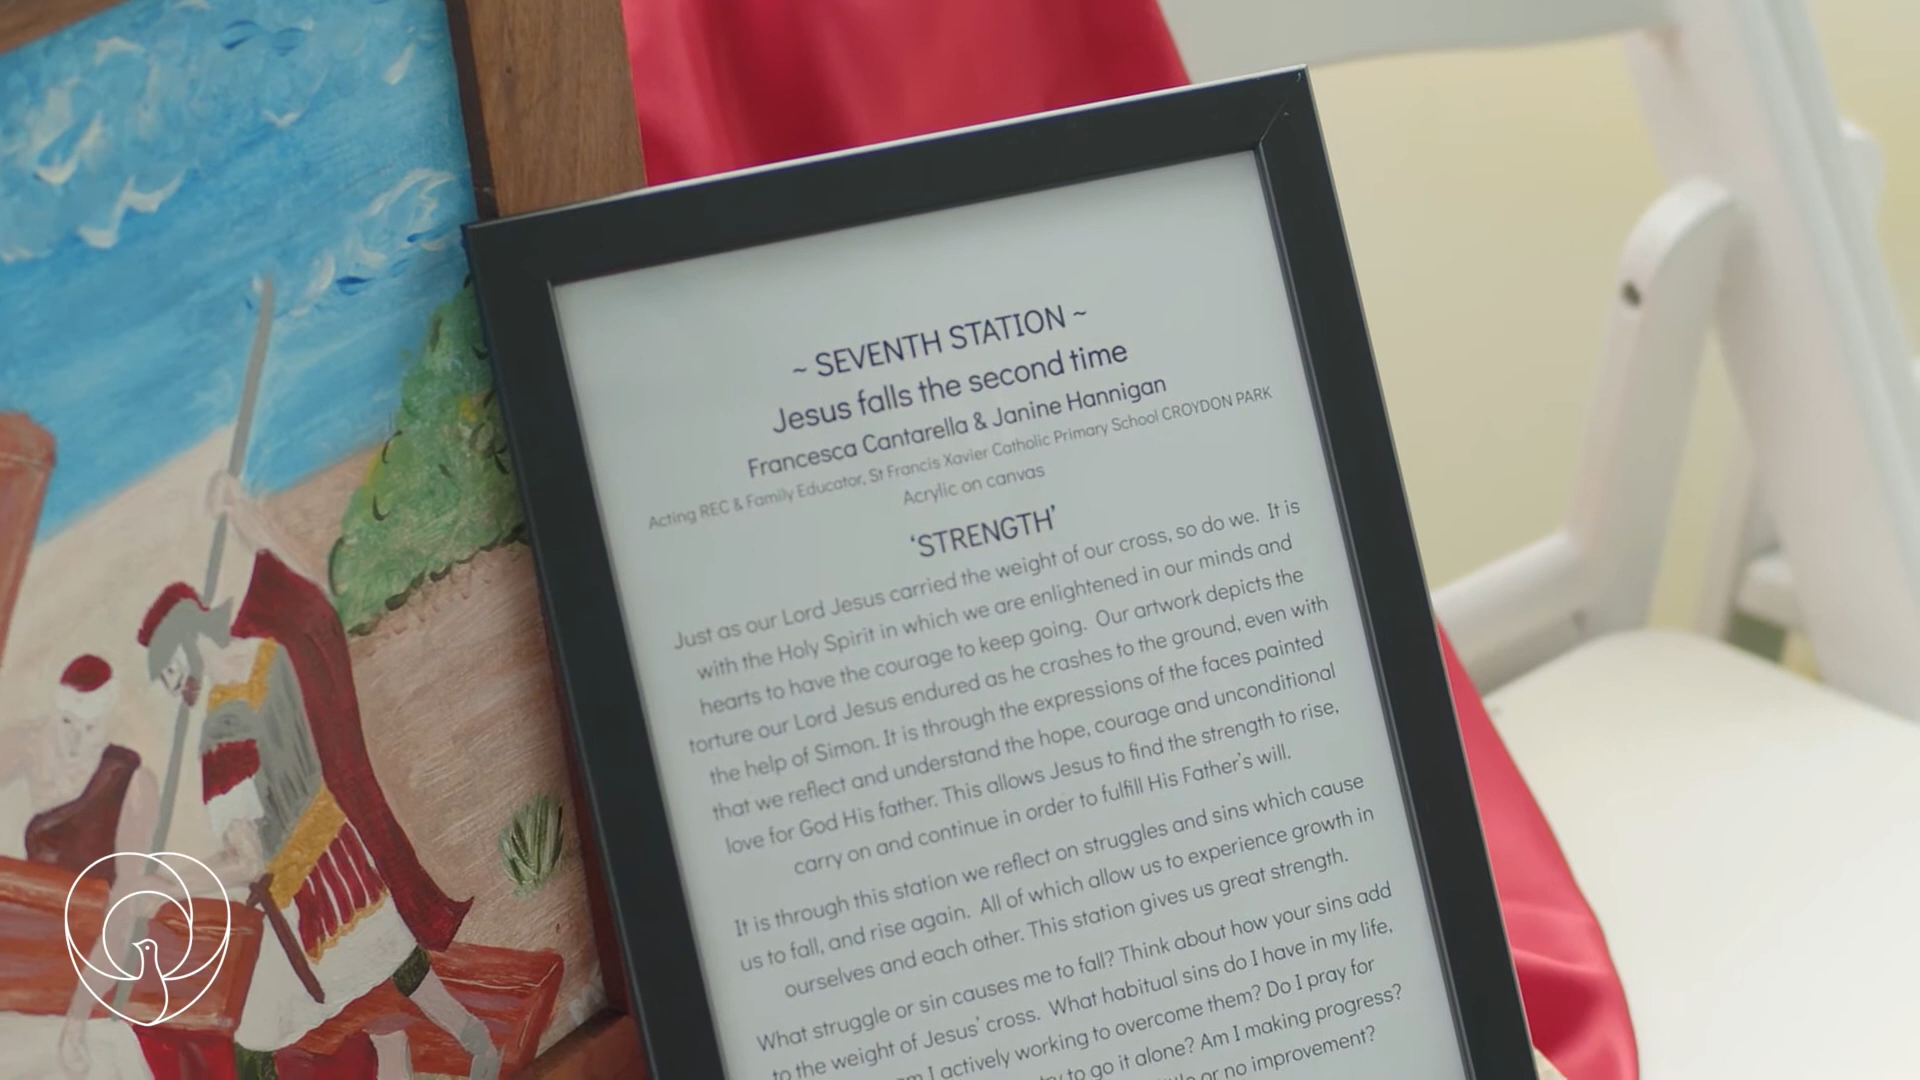 ~ SEVENTH STATION ~
Jesus falls the second time
Francesca Cantarella & Janine Hannigan
Acting REC & Family Educator, St Francis Xavier Catholic Primary School CROYDON PARK
Acrylic on canvas
‘STRENGTH’
Just as our Lord Jesus carried the weight of our cross, so do we. It is
with the Holy Spirit in which we are enlightened in our minds and
hearts to have the courage to keep going. Our artwork depicts the
torture our Lord Jesus endured as he crashes to the ground, even with
the help of Simon. It is through the expressions of the faces painted
that we reflect and understand the hope, courage and unconditional
love for God His father. This allows Jesus to find the strength to rise,
carry on and continue in order to fulfill His Father’s will.
It is through this station we reflect on struggles and sins which cause
us to fall, and rise again. All of which allow us to experience growth in
ourselves and each other. This station gives us great strength.
What struggle or sin causes me to fall? Think about how your sins add
to the weight of Jesus’ cross. What habitual sins do I have in my life,
I actively working to overcome them? Do I pray for
to go it alone? Am I making progress?
or no improvement?